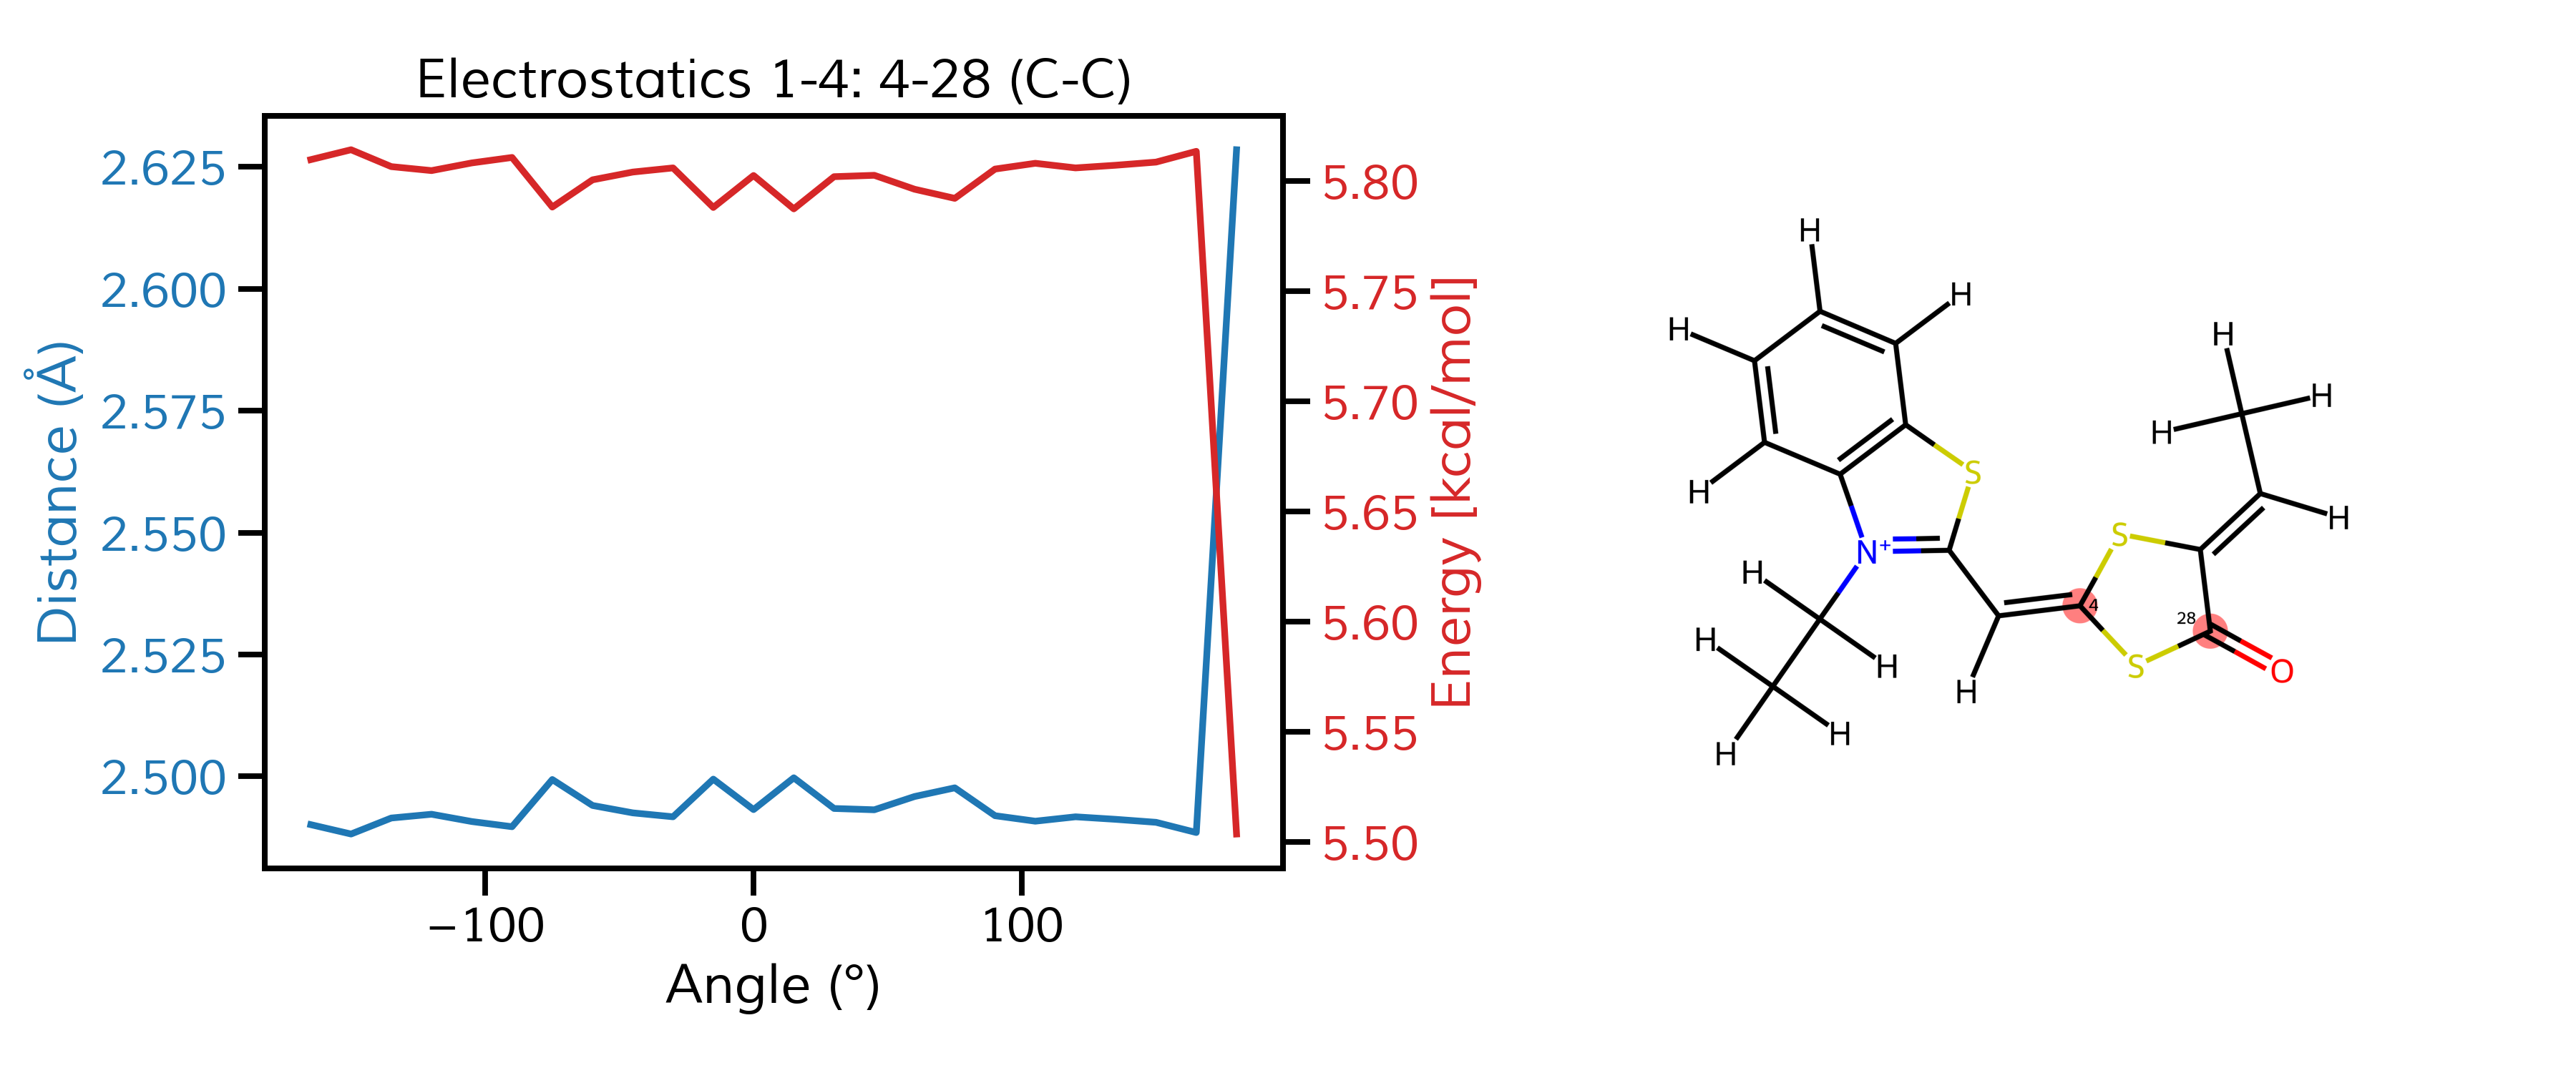 Electrostatics 1-4: 4-28 (C-C)
Distance (Å)
2.625
2.600
2.575
2.550
2.525
2.500
−100
0
100
Angle (°)
5.80
5.75
5.70
5.65
5.60
5.55
5.50
Energy [kcal/mol]
H
H
H
H
H
H
H
S
H
S
N+
H
4
28
H
H
S
O
H
H
H